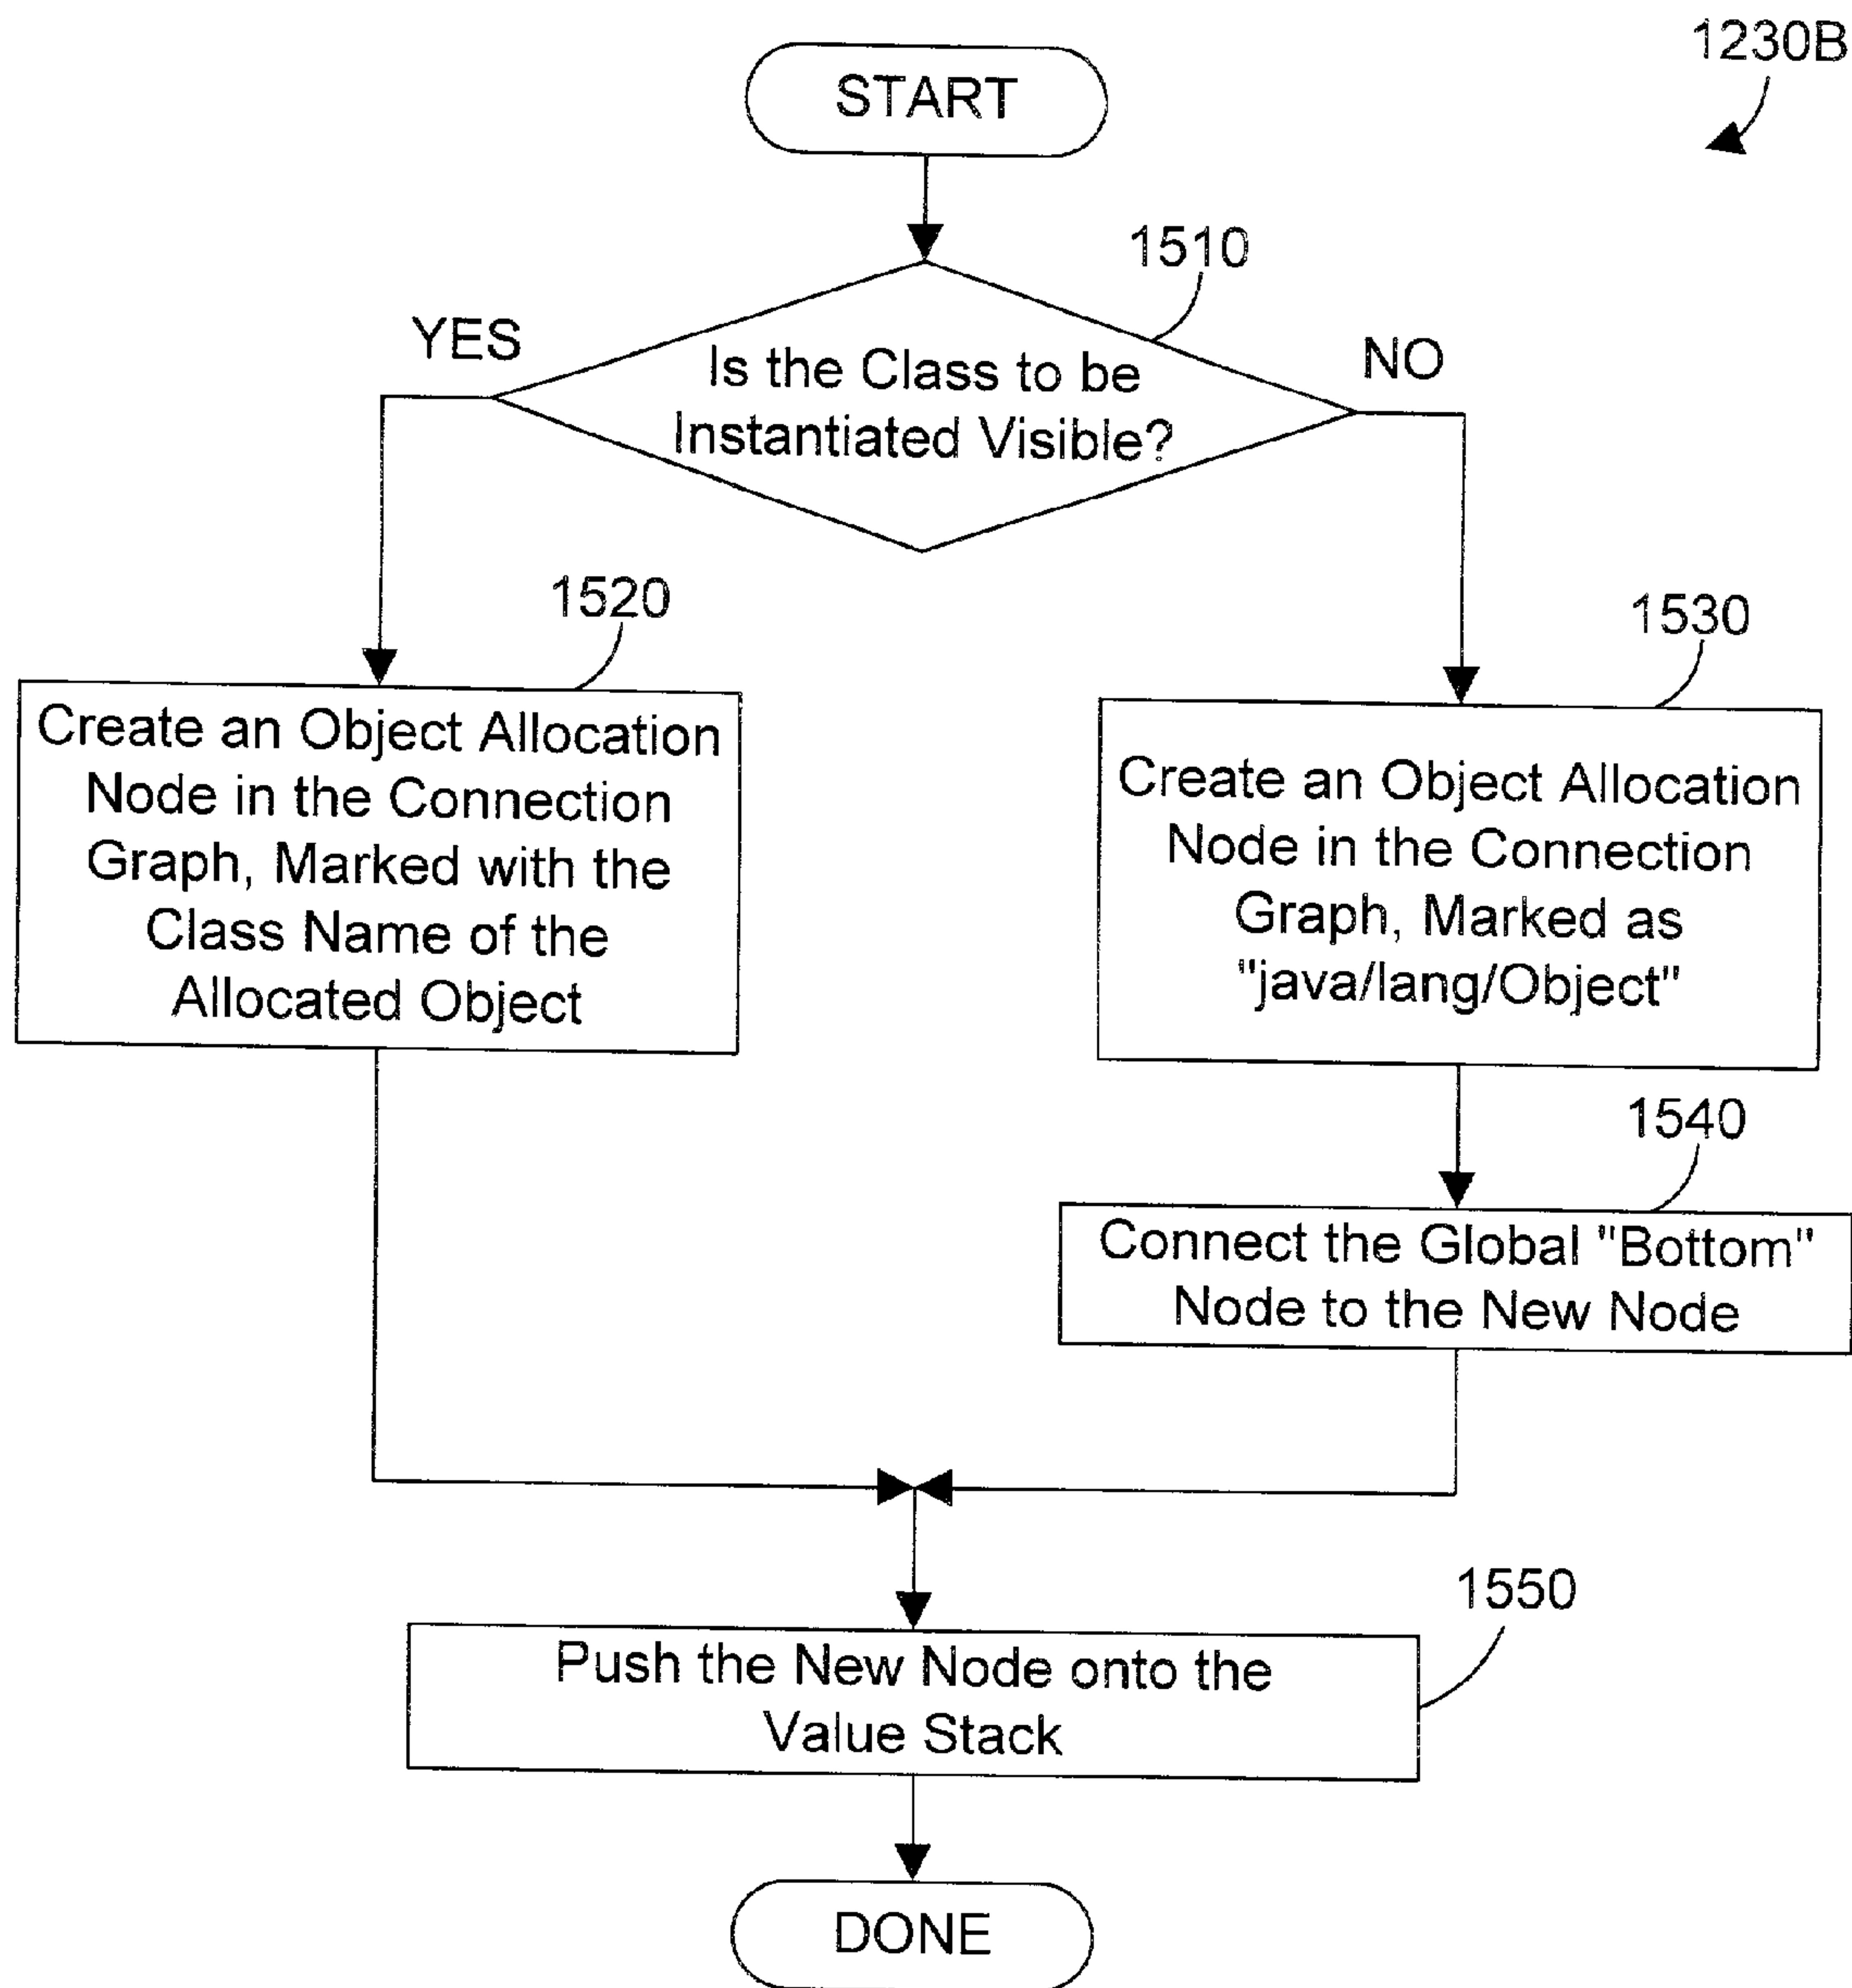 1230B
START
1510
YES
NO
Is the Class to be
Instantiated Visible?
1520
1530
Create an Object Allocation
Node in the Connection
Graph, Marked with the
Class Name of the
Allocated Object
Create an Object Allocation
Node in the Connection
Graph, Marked as
"java/lang/Object"
1540
Connect the Global "Bottom"
Node to the New Node
1550
Push the New Node onto the
Value Stack
DONE